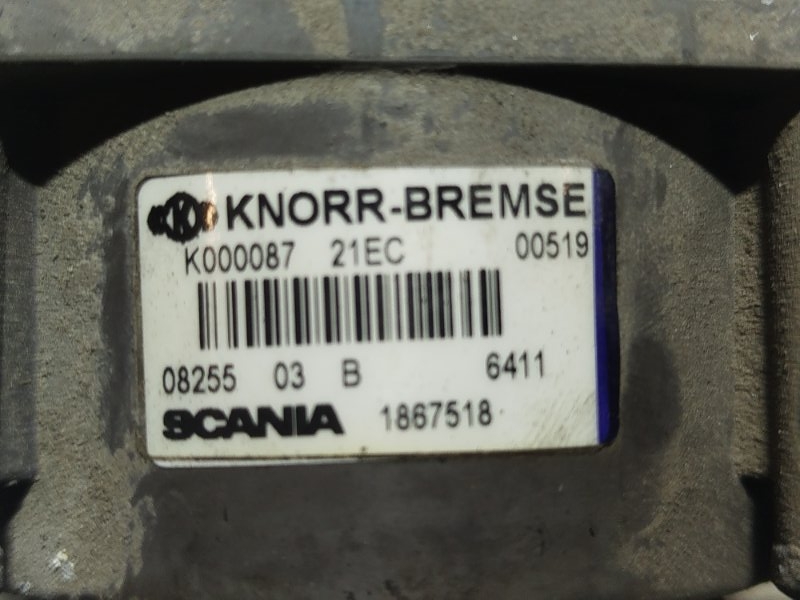 KNORR-BREMSE
K000087 21EC 00519
08255 03 B 6411
SCANIA 1867518